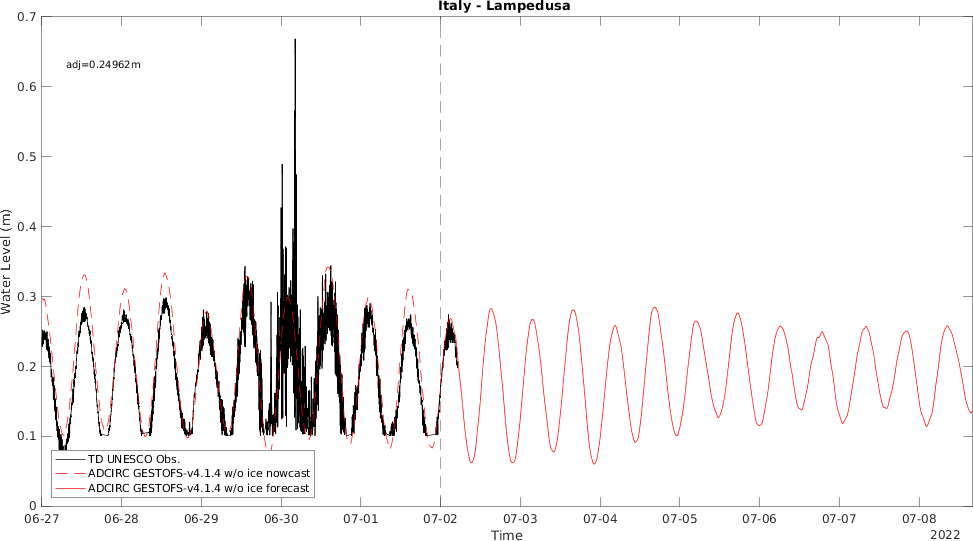 Italy - Lampedusa
0.7
adj=0.24962m
0.6
0.5
0.4
Water Level (m)
0.3
0.2
0.1
TD UNESCO Obs.
ADCIRC GESTOFS-v4.1.4 w/o ice nowcast
ADCIRC GESTOFS-v4.1.4 w/o ice forecast
0
06-27 06-28 06-29 06-30 07-01 07-02 07-03 07-04 07-05 07-06 07-07 07-08
Time
2022